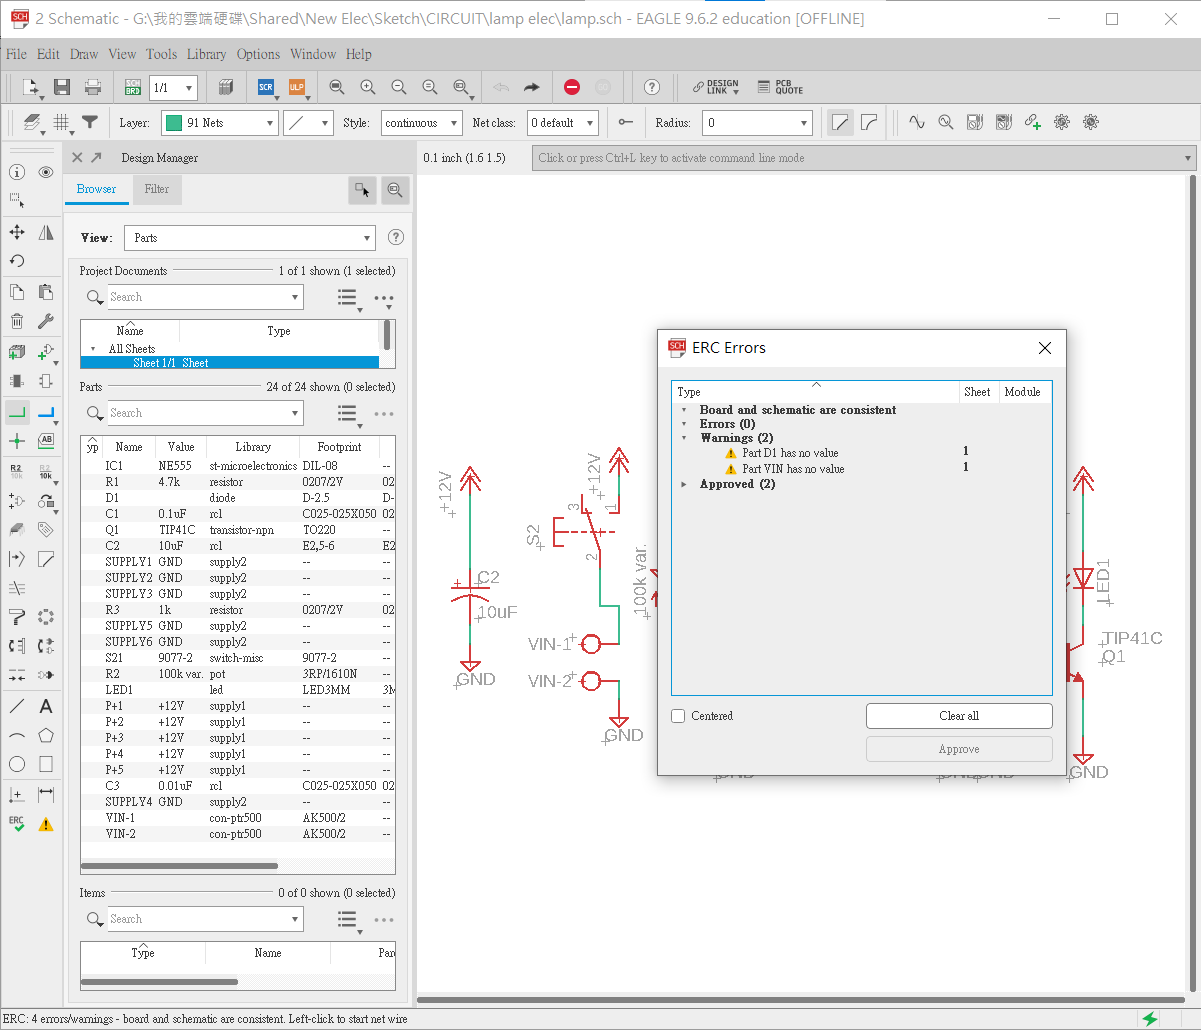 2 Schematic - G:\我的雲端硬碟\Shared\New Elec\Sketch\CIRCUIT\lamp elec\lamp.sch - EAGLE 9.6.2 education [OFFLINE]
File Edit Draw View Tools Library Options Window Help
SCH BRD 1/1 SCR ULP DESIGN LINK PCB QUOTE
Layer: 91 Nets Style: continuous Net class: 0 default Radius: 0
Design Manager
0.1 inch (1.6 1.5) Click or press Ctrl+L key to activate command line mode
Browser Filter
View: Parts
Project Documents 1 of 1 shown (1 selected)
Search
Name Type
All Sheets
Sheet 1/1 Sheet
Parts 24 of 24 shown (0 selected)
Search
yp Name Value Library Footprint
IC1 NE555 st-microelectronics DIL-08 --
R1 4.7k resistor 0207/2V 02
D1 diode D-2.5 D-
C1 0.1uF rcl C025-025X050 02
Q1 TIP41C transistor-npn TO220 --
C2 10uF rcl E2,5-6 E2
SUPPLY1 GND supply2 -- --
SUPPLY2 GND supply2 -- --
SUPPLY3 GND supply2 -- --
R3 1k resistor 0207/2V 02
SUPPLY5 GND supply2 -- --
SUPPLY6 GND supply2 -- --
S21 9077-2 switch-misc 9077-2 --
R2 100k var. pot 3RP/1610N --
LED1 led LED3MM 3M
P+1 +12V supply1 -- --
P+2 +12V supply1 -- --
P+3 +12V supply1 -- --
P+4 +12V supply1 -- --
P+5 +12V supply1 -- --
C3 0.01uF rcl C025-025X050 02
SUPPLY4 GND supply2 -- --
VIN-1 con-ptr500 AK500/2 --
VIN-2 con-ptr500 AK500/2 --
Items 0 of 0 shown (0 selected)
Search
Type Name Par
R2 10k
R2 10k
AB
A
ERC
+12V
C2
10uF
GND
+12V
S2
3
1
2
VIN-1
VIN-2
GND
100k var.
SCH ERC Errors
Type Sheet Module
Board and schematic are consistent
Errors (0)
Warnings (2)
Part D1 has no value 1
Part VIN has no value 1
Approved (2)
Centered Clear all
Approve
LED1
TIP41C
Q1
GND
ERC: 4 errors/warnings - board and schematic are consistent. Left-click to start net wire